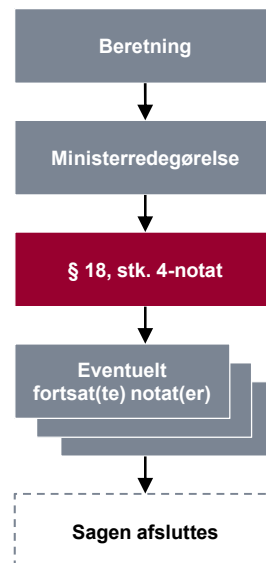 Beretning
Ministerredegørelse
§ 18, stk. 4-notat
Eventuelt
fortsat(te) notat(er)
Sagen afsluttes